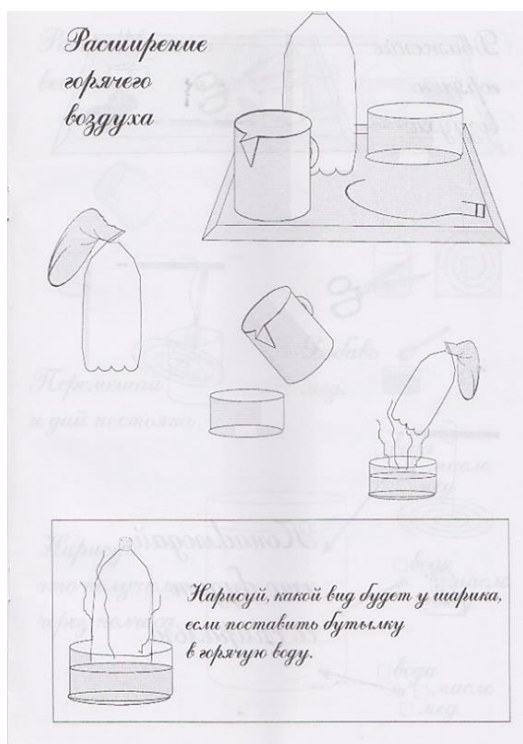 Расширение
горячего
воздуха
Нарисуй, какой вид будет у шарика,
если поставить бутылку
в горячую воду.